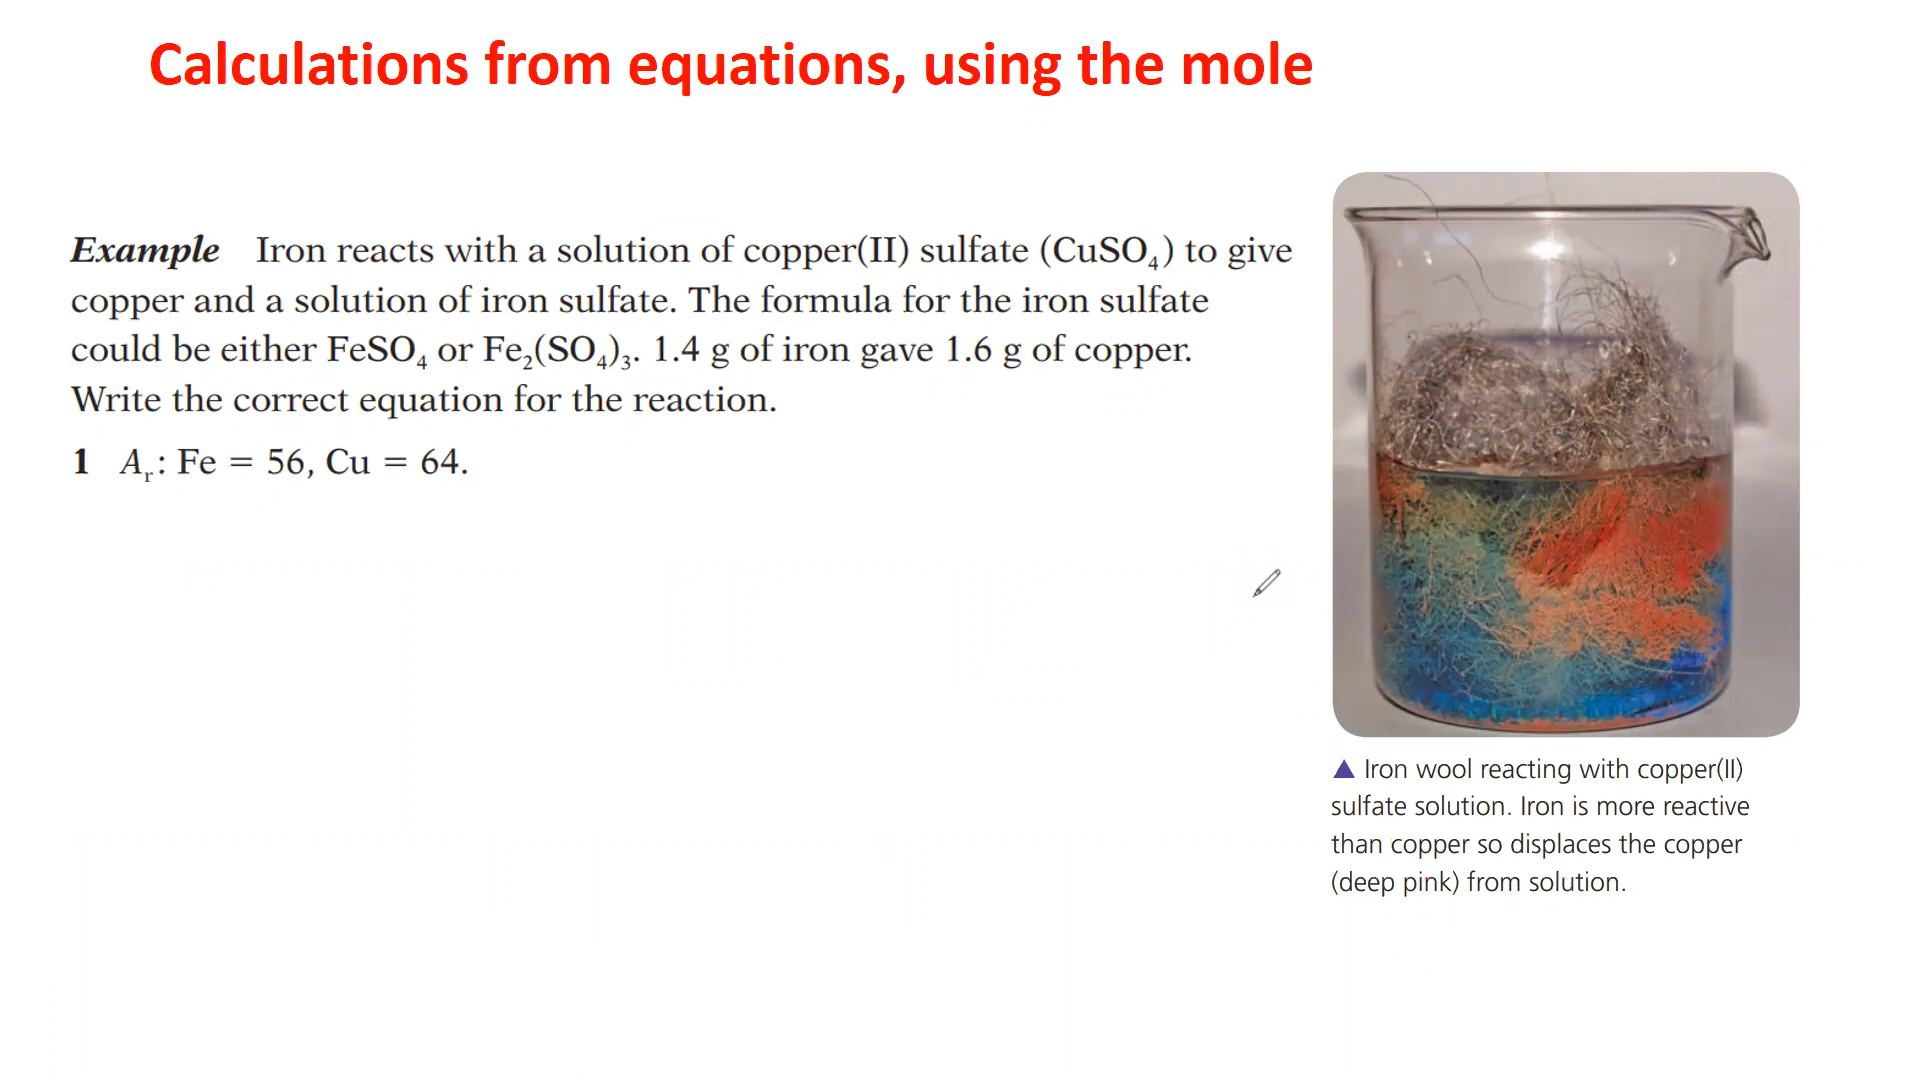 Calculations from equations, using the mole
Example Iron reacts with a solution of copper(II) sulfate (CuSO₄) to give
copper and a solution of iron sulfate. The formula for the iron sulfate
could be either FeSO₄ or Fe₂(SO₄)₃. 1.4 g of iron gave 1.6 g of copper.
Write the correct equation for the reaction.
1 Aᵣ: Fe = 56, Cu = 64.
▲ Iron wool reacting with copper(II)
sulfate solution. Iron is more reactive
than copper so displaces the copper
(deep pink) from solution.